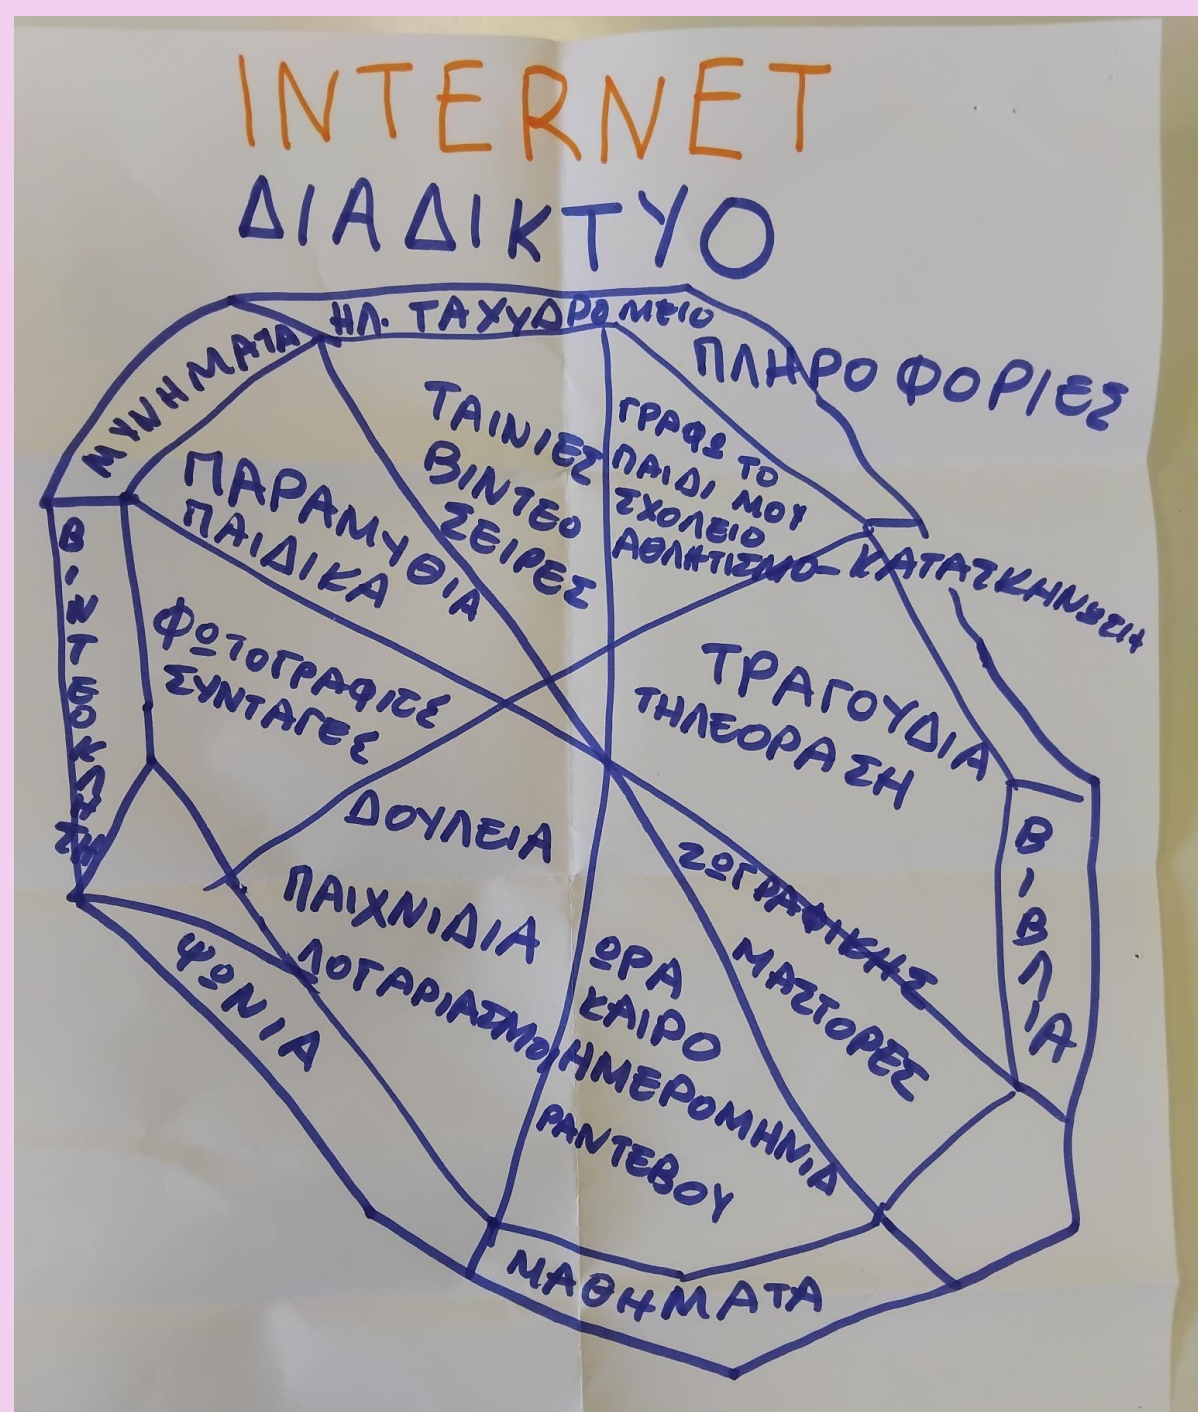 INTERNET
ΔΙΑΔΙΚΤΥΟ
ΗΛ. ΤΑΧΥΔΡΟΜΕΙΟ
ΠΛΗΡΟΦΟΡΙΕΣ
ΜΥΝΗΜΑΤΑ
ΤΑΙΝΙΕΣ
ΒΙΝΤΕΟ
ΣΕΙΡΕΣ
ΓΡΑΦΩ ΤΟ
ΠΑΙΔΙ ΜΟΥ
ΣΧΟΛΕΙΟ
ΑΘΛΗΤΙΣΜΟ - ΚΑΤΑΣΚΗΝΩΣΗ
ΠΑΡΑΜΥΘΙΑ
ΠΑΙΔΙΚΑ
ΒΙΝΤΕΟΚΛΗΣΗ
ΦΩΤΟΓΡΑΦΙΕΣ
ΣΥΝΤΑΓΕΣ
ΤΡΑΓΟΥΔΙΑ
ΤΗΛΕΟΡΑΣΗ
ΔΟΥΛΕΙΑ
ΒΙΒΛΙΑ
ΖΩΓΡΑΦΙΚΗΣ
ΜΑΣΤΟΡΕΣ
ΠΑΙΧΝΙΔΙΑ
ΛΟΓΑΡΙΑΣΜΟΙ
ΨΩΝΙΑ
ΩΡΑ
ΚΑΙΡΟ
ΗΜΕΡΟΜΗΝΙΑ
ΡΑΝΤΕΒΟΥ
ΜΑΘΗΜΑΤΑ